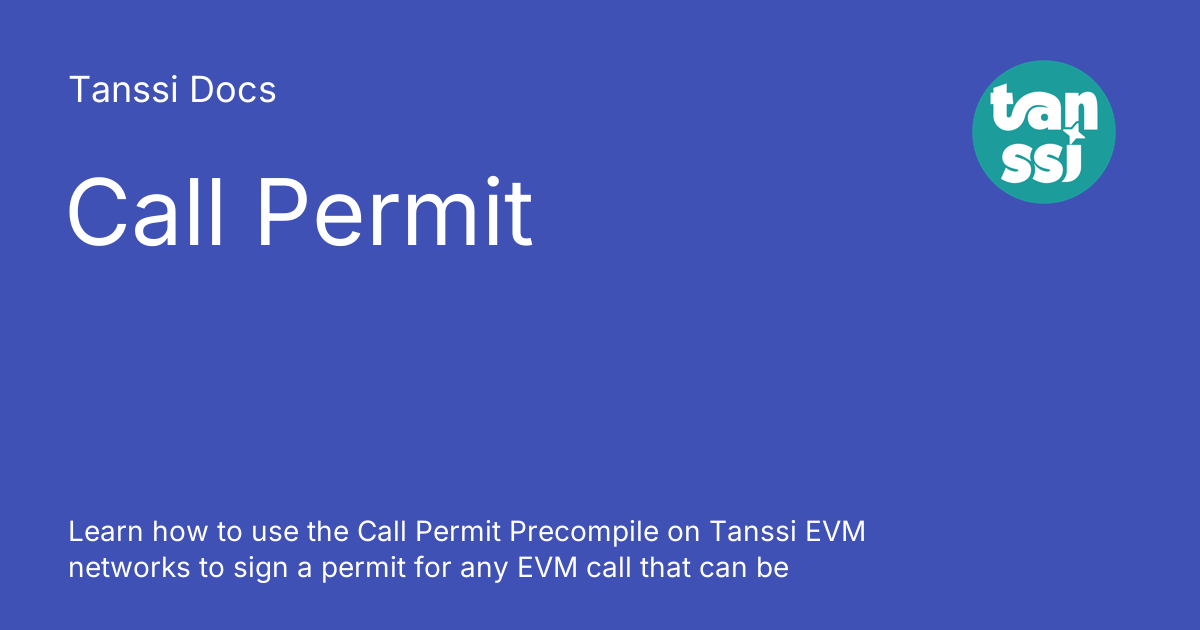 Tanssi Docs
tan
ssi
Call Permit
Learn how to use the Call Permit Precompile on Tanssi EVM
networks to sign a permit for any EVM call that can be